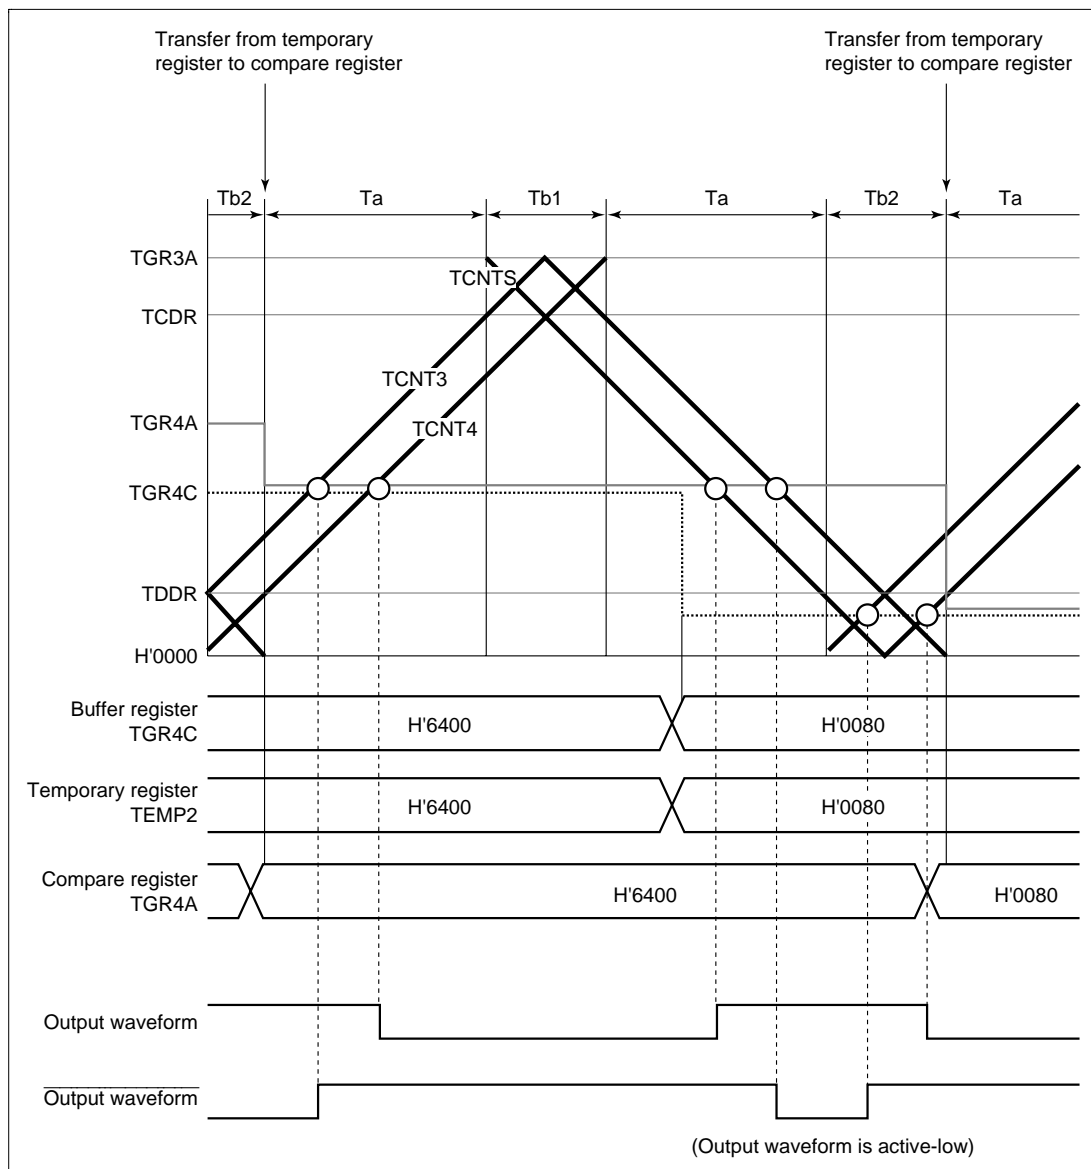 Transfer from temporary
register to compare register
Transfer from temporary
register to compare register
Tb2 Ta Tb1 Ta Tb2 Ta
TGR3A
TCNTS
TCDR
TCNT3
TGR4A
TCNT4
TGR4C
TDDR
H'0000
Buffer register
TGR4C
H'6400 H'0080
Temporary register
TEMP2
H'6400 H'0080
Compare register
TGR4A
H'6400 H'0080
Output waveform
Output waveform
(Output waveform is active-low)